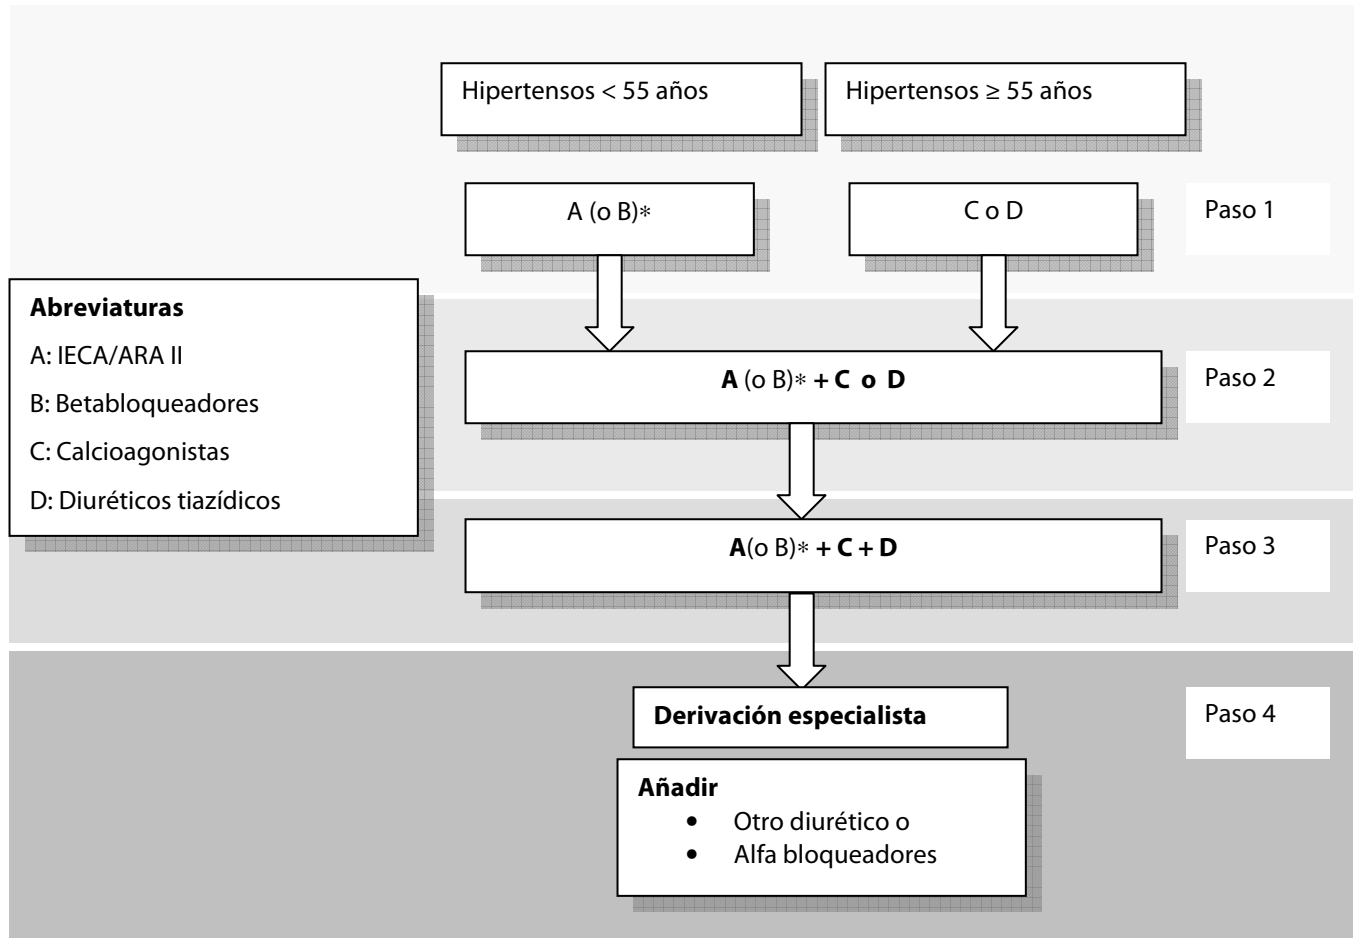 Hipertensos < 55 años
Hipertensos ≥ 55 años
A (o B)*
C o D
Paso 1
Abreviaturas
A: IECA/ARA II
B: Betabloqueadores
C: Calcioagonistas
D: Diuréticos tiazídicos
A (o B)* + C o D
Paso 2
A(o B)* + C + D
Paso 3
Derivación especialista
Paso 4
Añadir
• Otro diurético o
• Alfa bloqueadores